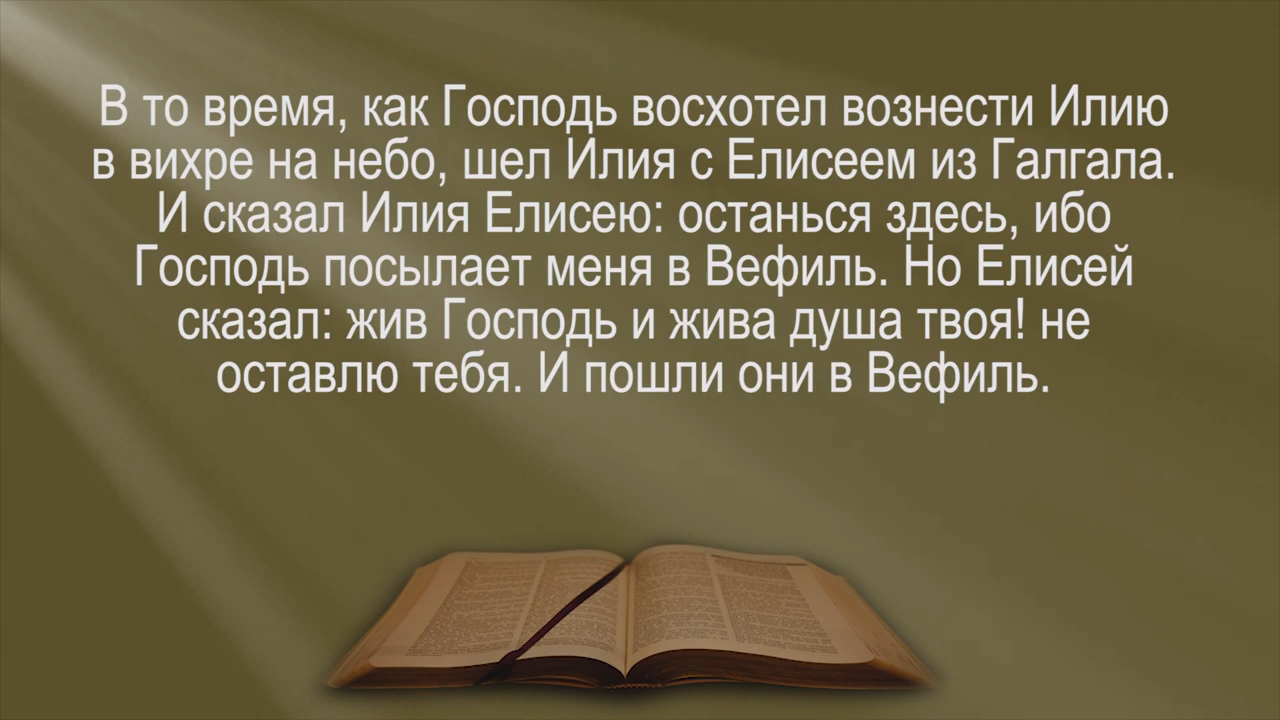 В то время, как Господь восхотел вознести Илию
в вихре на небо, шел Илия с Елисеем из Галгала.
И сказал Илия Елисею: останься здесь, ибо
Господь посылает меня в Вефиль. Но Елисей
сказал: жив Господь и жива душа твоя! не
оставлю тебя. И пошли они в Вефиль.